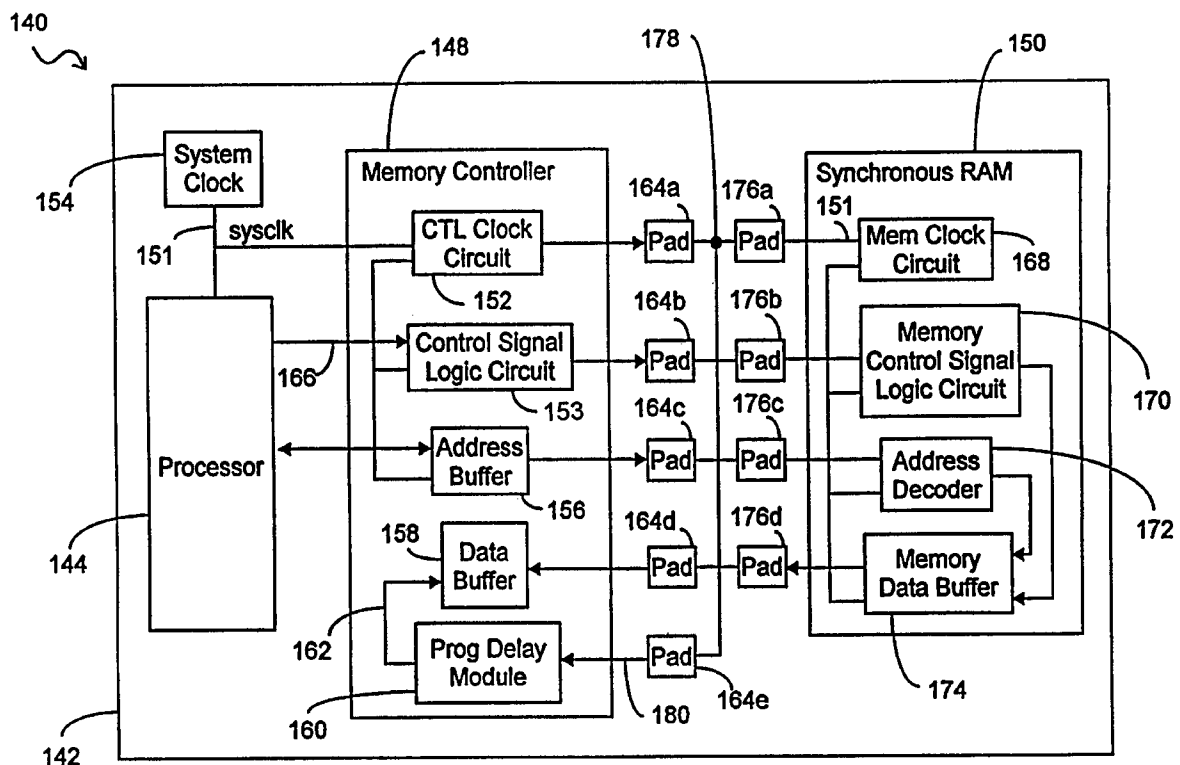 140
178
148
150
154
System
Clock
Memory Controller
164a
176a
Synchronous RAM
151
sysclk
CTL Clock
Circuit
Pad
Pad
151
Mem Clock
Circuit
168
152
164b
176b
166
Control Signal
Logic Circuit
Pad
Pad
Memory
Control Signal
Logic Circuit
153
170
164c
176c
Processor
Address
Buffer
Pad
Pad
Address
Decoder
156
172
158
164d
176d
144
Data
Buffer
Pad
Pad
Memory
Data Buffer
162
Prog Delay
Module
Pad
174
160
180
164e
142